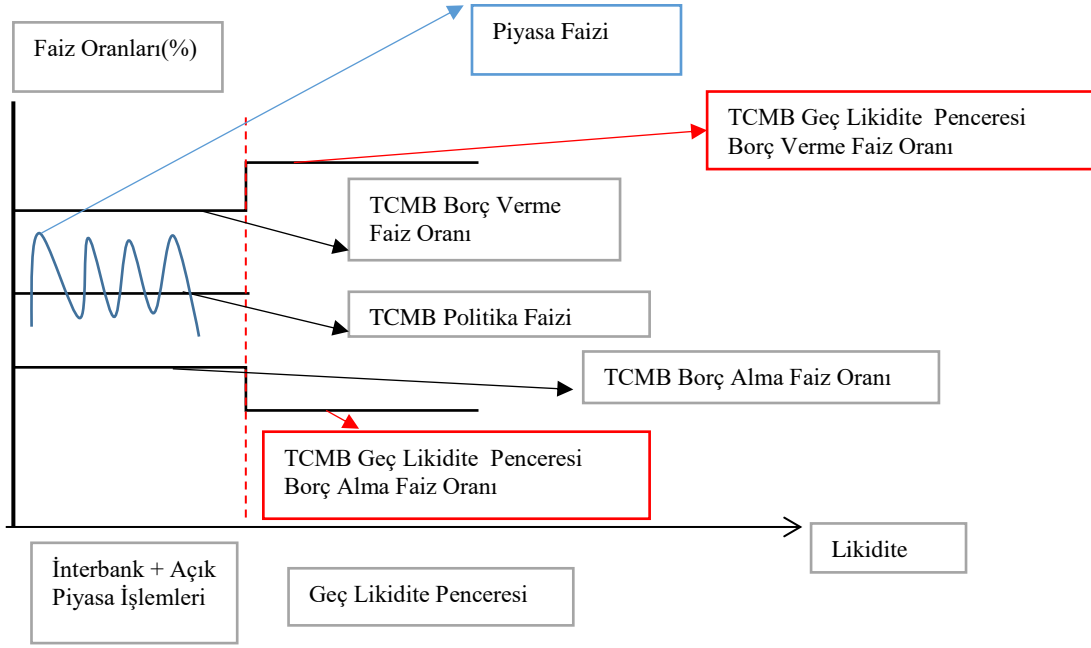 Faiz Oranları(%)
Piyasa Faizi
TCMB Geç Likidite Penceresi
Borç Verme Faiz Oranı
TCMB Borç Verme
Faiz Oranı
TCMB Politika Faizi
TCMB Borç Alma Faiz Oranı
TCMB Geç Likidite Penceresi
Borç Alma Faiz Oranı
Likidite
İnterbank + Açık
Piyasa İşlemleri
Geç Likidite Penceresi